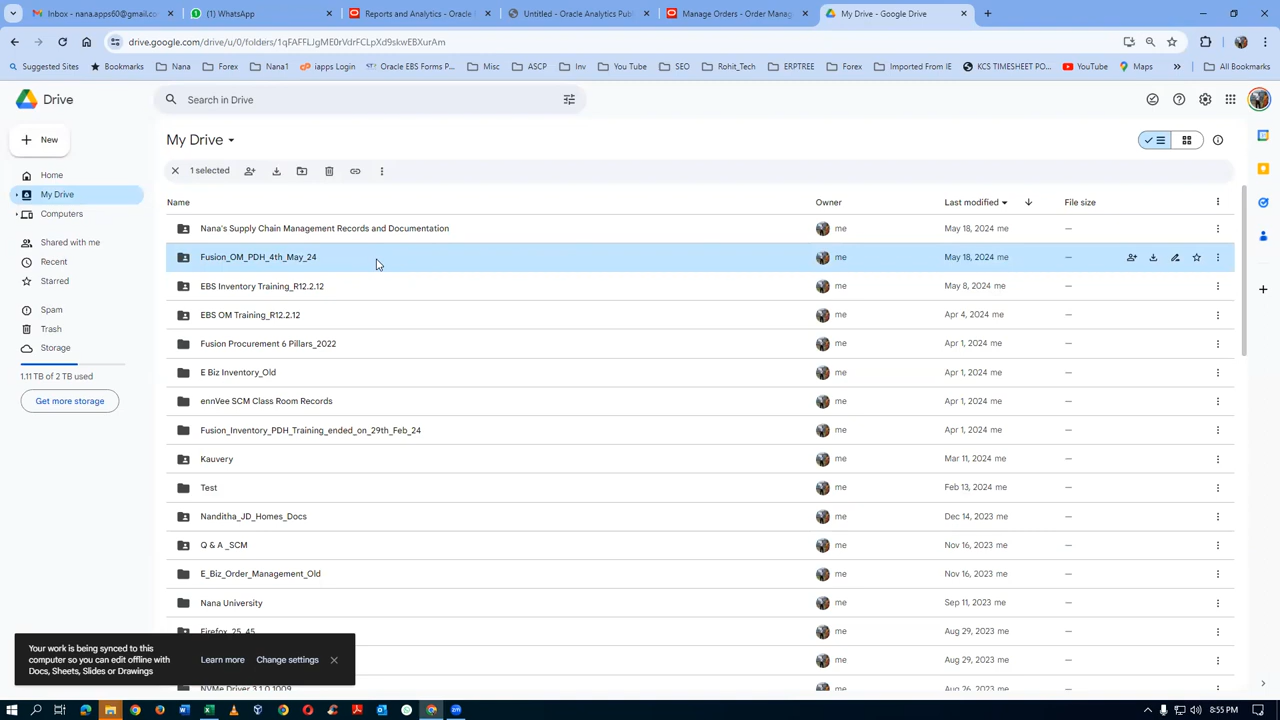 Inbox - nana.apps60@gmail.co
(1) WhatsApp
Reports and Analytics - Oracle
Untitled - Oracle Analytics Publ
Manage Orders - Order Manage
My Drive - Google Drive
drive.google.com/drive/u/0/folders/1qFAFFLJgME0rVdrFCLpXd9skwEBXurAm
Suggested Sites
Bookmarks
Nana
Forex
Nana1
iapps Login
Oracle EBS Forms P...
Misc
ASCP
Inv
You Tube
SEO
Rohit_Tech
ERPTREE
Forex
Imported From IE
KCS TIMESHEET PO...
YouTube
Maps
»
All Bookmarks
Drive
Search in Drive
New
My Drive
1 selected
Home
My Drive
Computers
Shared with me
Recent
Starred
Spam
Trash
Storage
1.11 TB of 2 TB used
Get more storage
Name Owner Last modified File size
Nana's Supply Chain Management Records and Documentation me May 18, 2024 me —
Fusion_OM_PDH_4th_May_24 me May 18, 2024 me —
EBS Inventory Training_R12.2.12 me May 8, 2024 me —
EBS OM Training_R12.2.12 me Apr 4, 2024 me —
Fusion Procurement 6 Pillars_2022 me Apr 1, 2024 me —
E Biz Inventory_Old me Apr 1, 2024 me —
ennVee SCM Class Room Records me Apr 1, 2024 me —
Fusion_Inventory_PDH_Training_ended_on_29th_Feb_24 me Apr 1, 2024 me —
Kauvery me Mar 11, 2024 me —
Test me Feb 13, 2024 me —
Nanditha_JD_Homes_Docs me Dec 14, 2023 me —
Q & A _SCM me Nov 16, 2023 me —
E_Biz_Order_Management_Old me Nov 16, 2023 me —
Nana University me Sep 11, 2023 me —
Firefox_25_45 me Aug 29, 2023 me —
me Aug 29, 2023 me —
NVMe Driver 3.1.0.1009 me Aug 26, 2023 me —
Your work is being synced to this
computer so you can edit offline with
Docs, Sheets, Slides or Drawings
Learn more
Change settings
8:55 PM